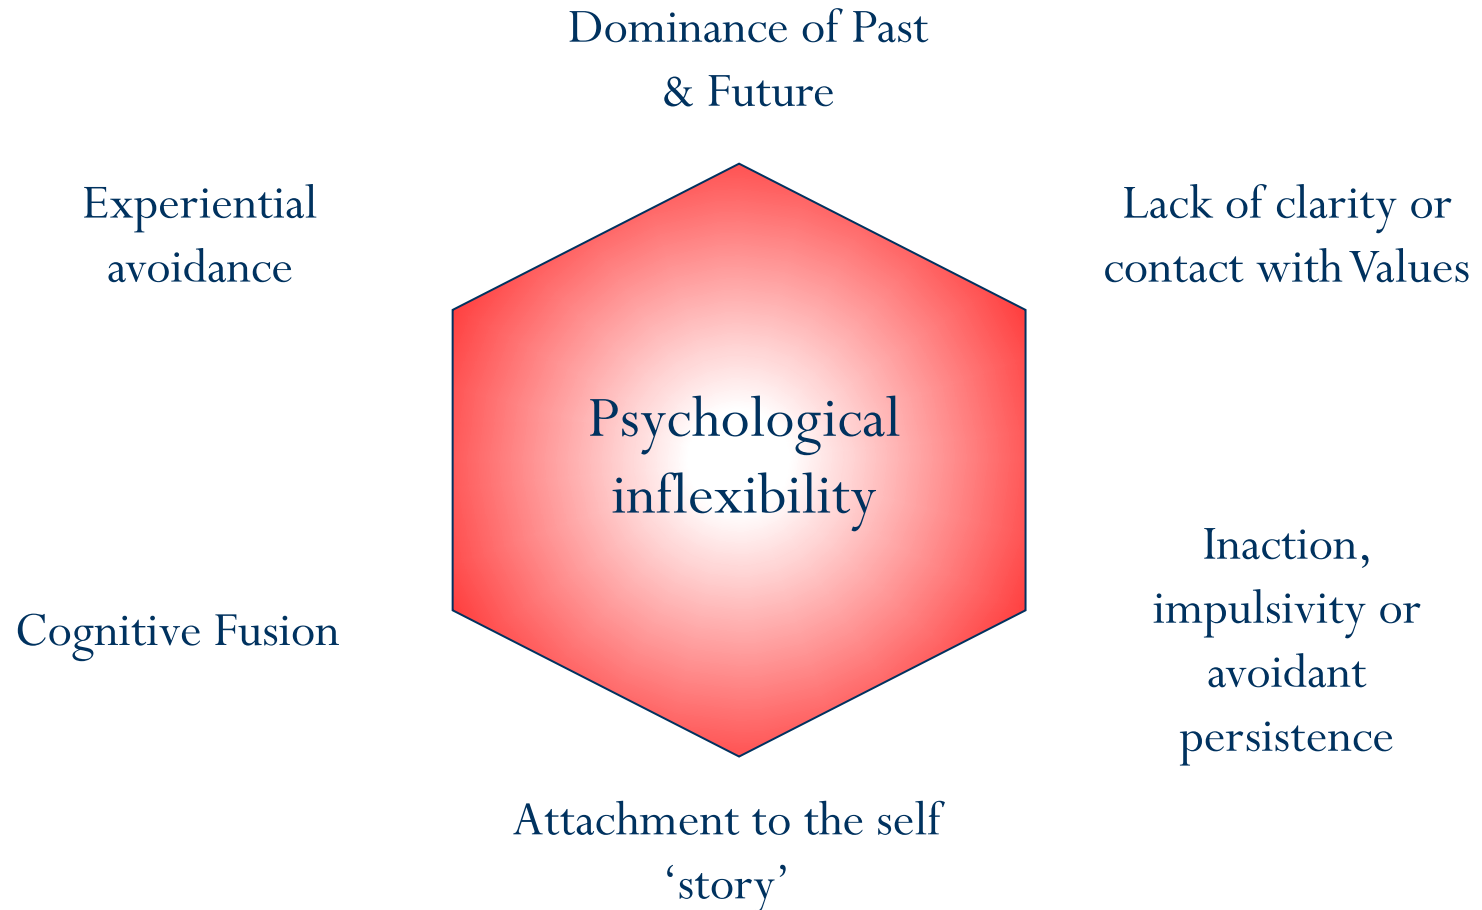 Dominance of Past
& Future
Experiential
avoidance
Lack of clarity or
contact with Values
Psychological
inflexibility
Cognitive Fusion
Inaction,
impulsivity or
avoidant
persistence
Attachment to the self
‘story’